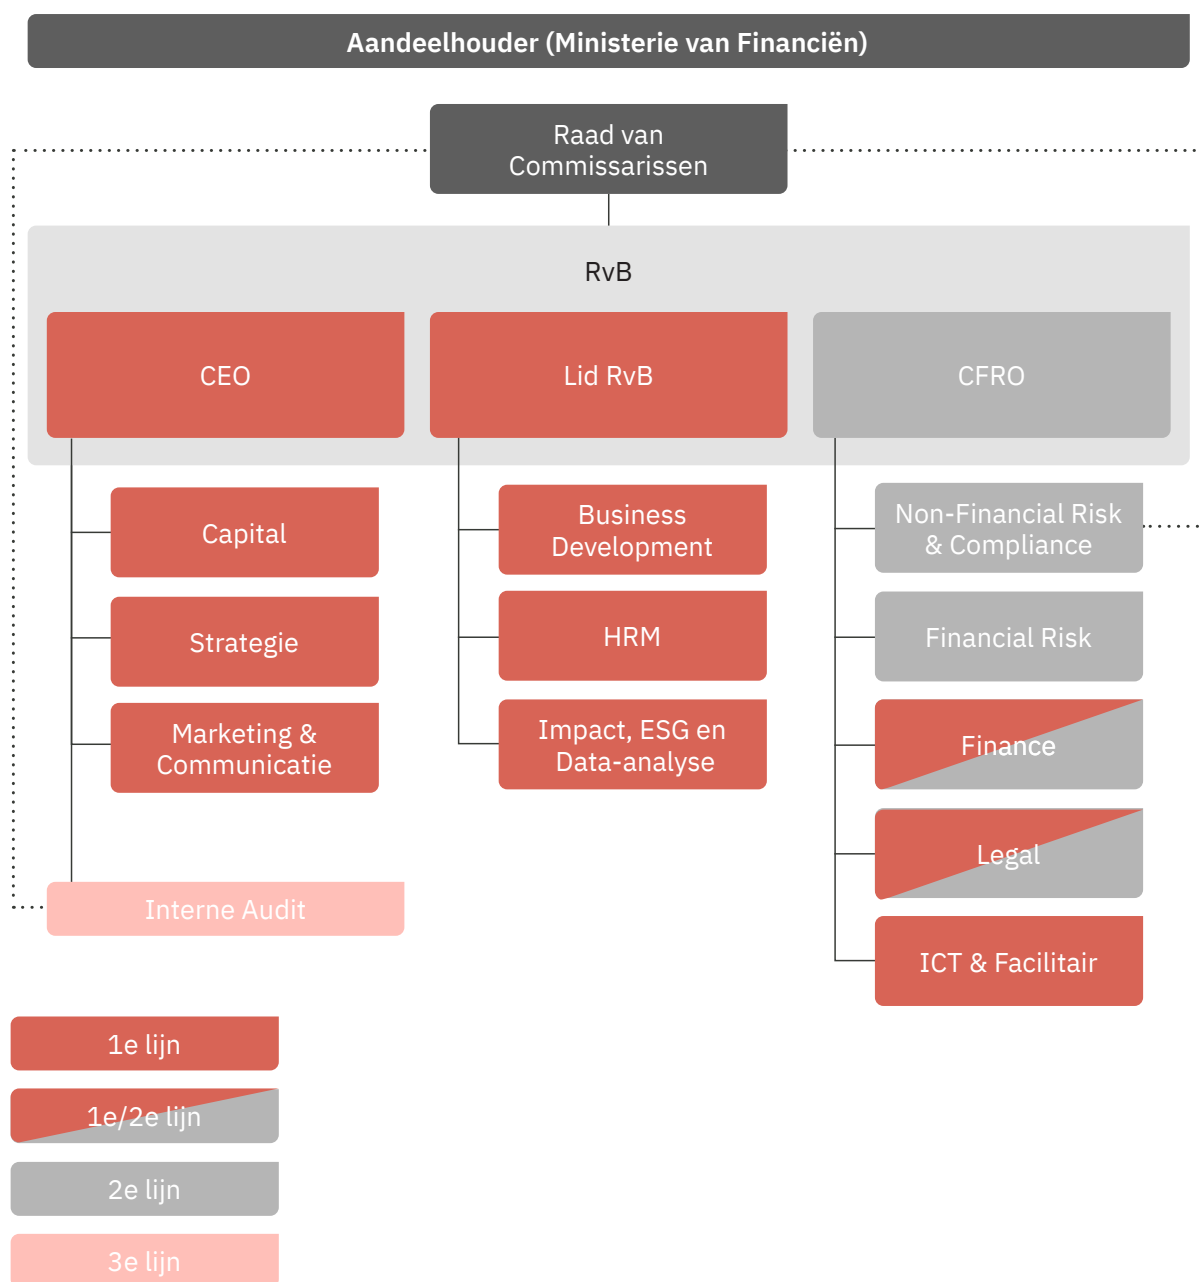 Aandeelhouder (Ministerie van Financiën)
Raad van
Commissarissen
RvB
CEO
Lid RvB
CFRO
Capital
Strategie
Marketing &
Communicatie
Interne Audit
Business
Development
HRM
Impact, ESG en
Data-analyse
Non-Financial Risk
& Compliance
Financial Risk
Finance
Legal
ICT & Facilitair
1e lijn
1e/2e lijn
2e lijn
3e lijn